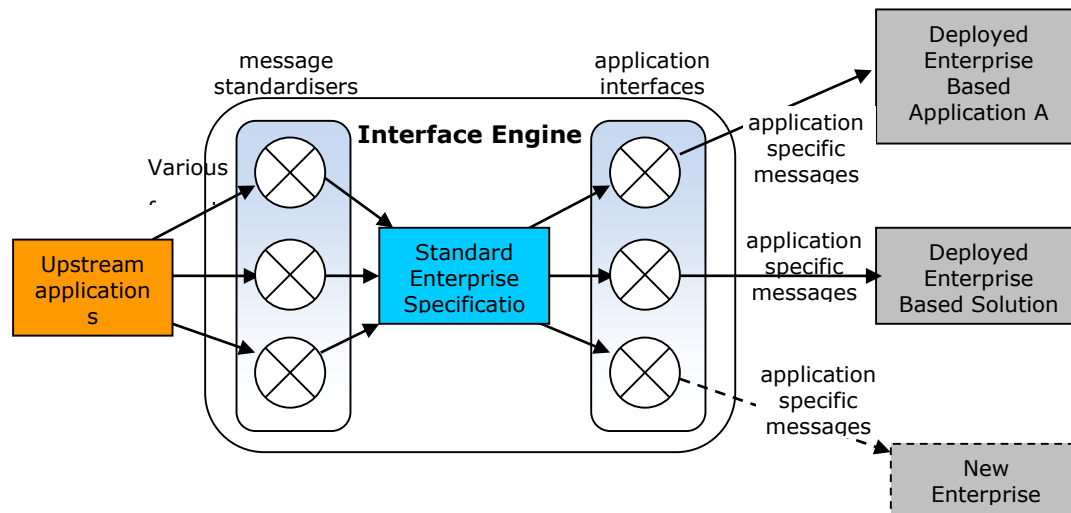 message
standardisers
application
interfaces
Interface Engine
Various
Upstream
application
s
Standard
Enterprise
Specificatio
application
specific
messages
Deployed
Enterprise
Based
Application A
application
specific
messages
Deployed
Enterprise
Based Solution
application
specific
messages
New
Enterprise